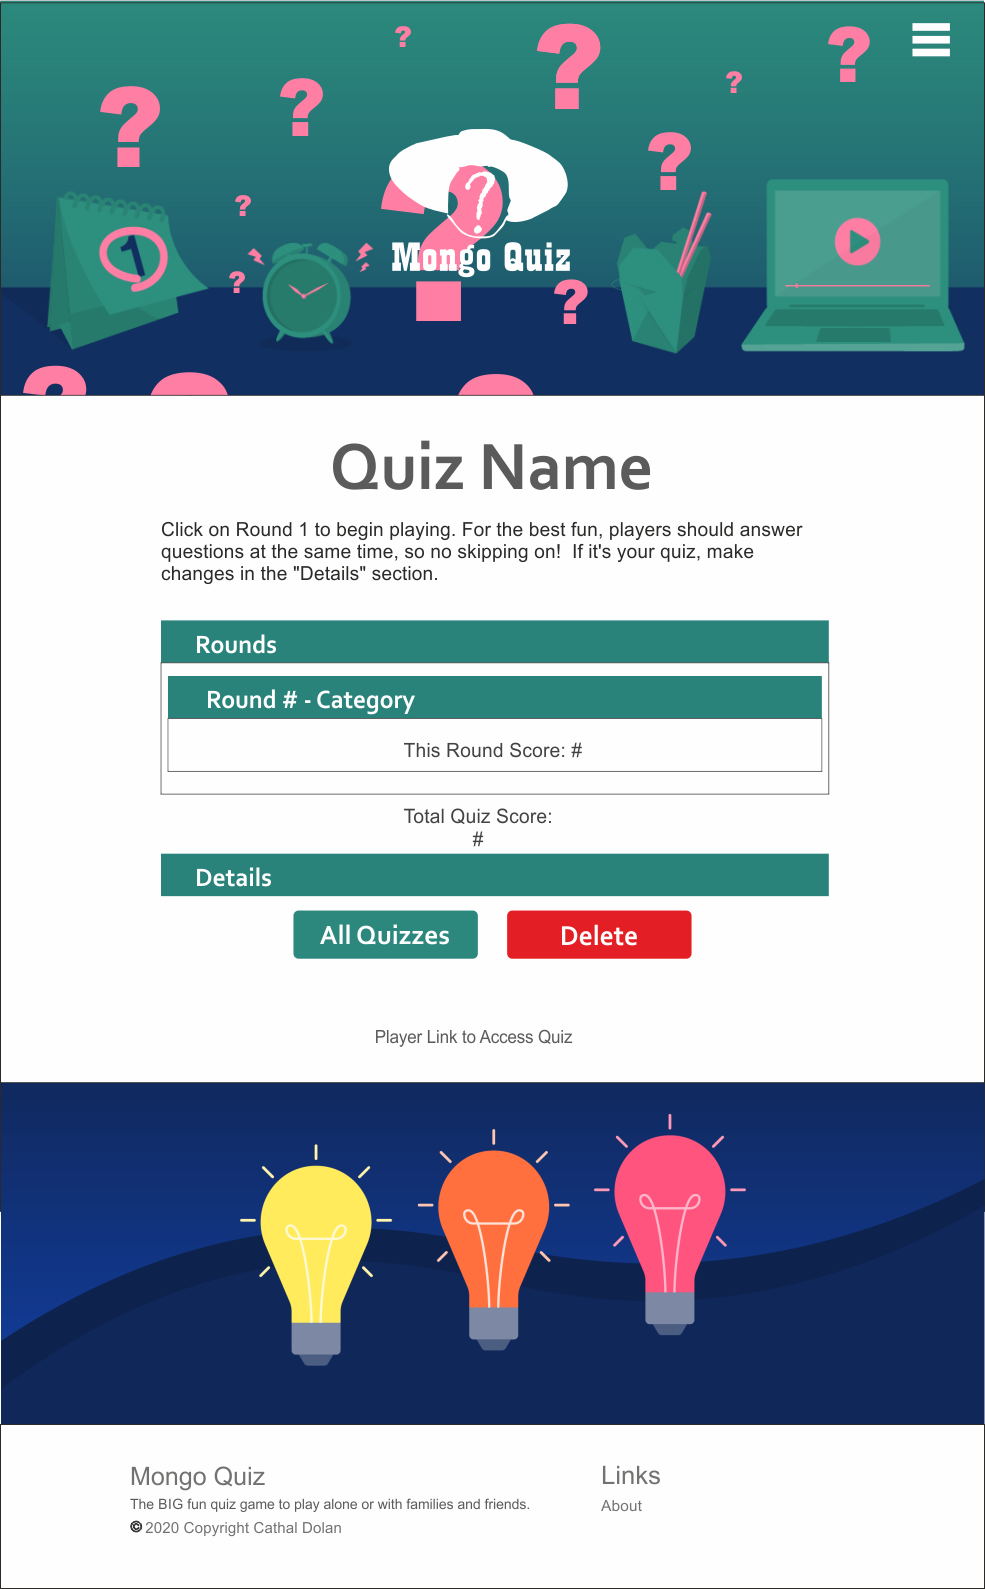 1
?
Mongo Quiz
Quiz Name
Click on Round 1 to begin playing. For the best fun, players should answer
questions at the same time, so no skipping on!  If it's your quiz, make
changes in the "Details" section.
Rounds
Round # - Category
This Round Score: #
Total Quiz Score:
#
Details
All Quizzes
Delete
Player Link to Access Quiz
Mongo Quiz
Links
The BIG fun quiz game to play alone or with families and friends.
About
© 2020 Copyright Cathal Dolan